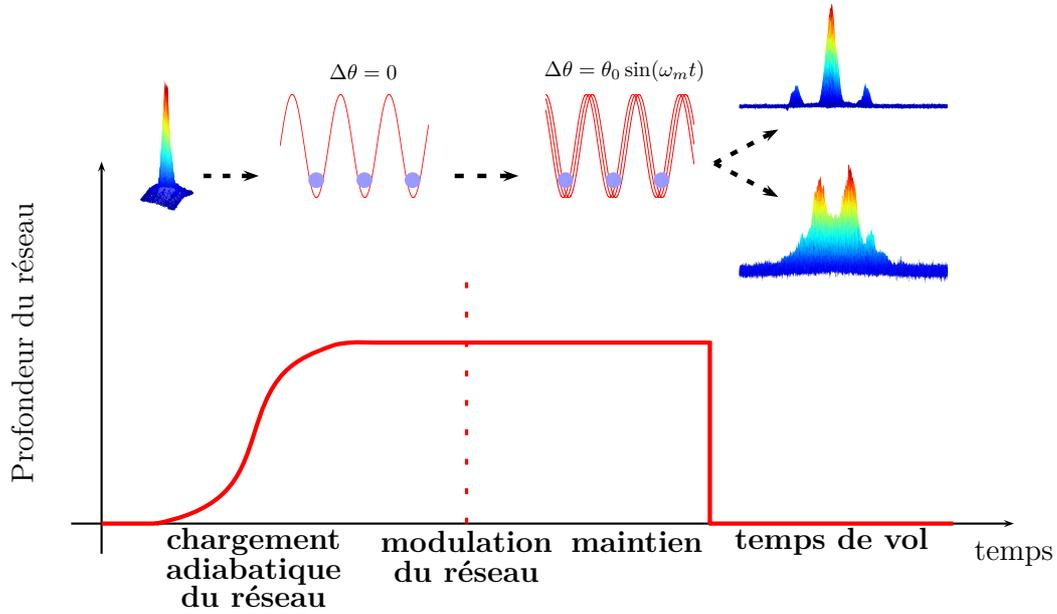 Δθ = 0
Δθ = θ₀ sin(ωₘt)
Profondeur du réseau
chargement
adiabatique
du réseau
modulation
du réseau
maintien
temps de vol
temps